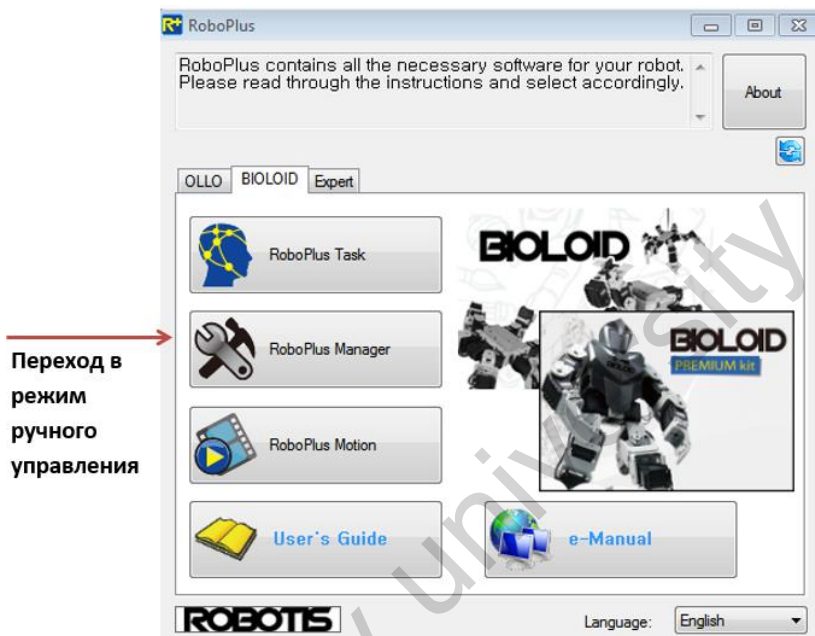 RoboPlus
RoboPlus contains all the necessary software for your robot.
Please read through the instructions and select accordingly.
About
OLLO BIOLOID Expert
RoboPlus Task
BIOLOID
RoboPlus Manager
BIOLOID
PREMIUM kit
Переход в
режим
ручного
управления
RoboPlus Motion
User's Guide
e-Manual
ROBOTIS
Language: English
y university